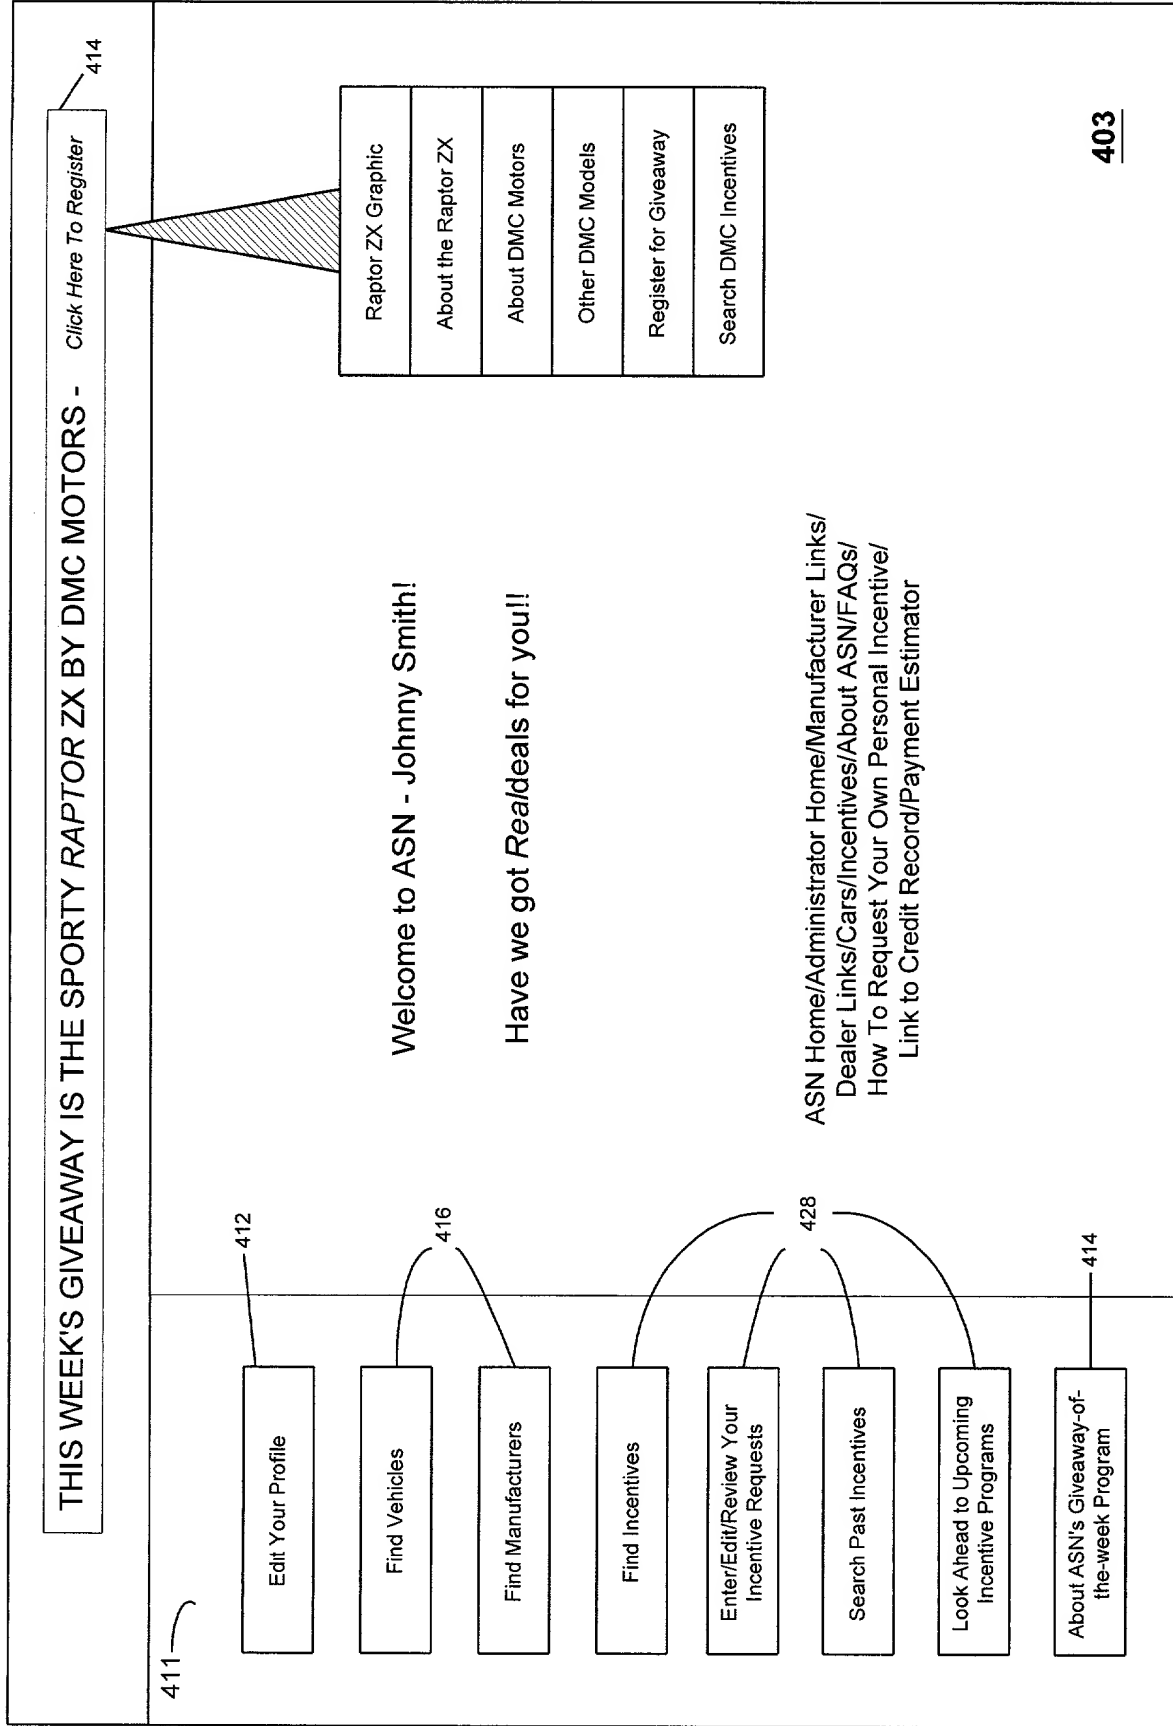 THIS WEEK'S GIVEAWAY IS THE SPORTY RAPTOR ZX BY DMC MOTORS - Click Here To Register
414
411
Edit Your Profile
412
Find Vehicles
Find Manufacturers
416
Find Incentives
Enter/Edit/Review Your
Incentive Requests
Search Past Incentives
Look Ahead to Upcoming
Incentive Programs
428
About ASN's Giveaway-of-
the-week Program
414
Welcome to ASN - Johnny Smith!
Have we got Realdeals for you!!
ASN Home/Administrator Home/Manufacturer Links/
Dealer Links/Cars/Incentives/About ASN/FAQs/
How To Request Your Own Personal Incentive/
Link to Credit Record/Payment Estimator
Raptor ZX Graphic
About the Raptor ZX
About DMC Motors
Other DMC Models
Register for Giveaway
Search DMC Incentives
403